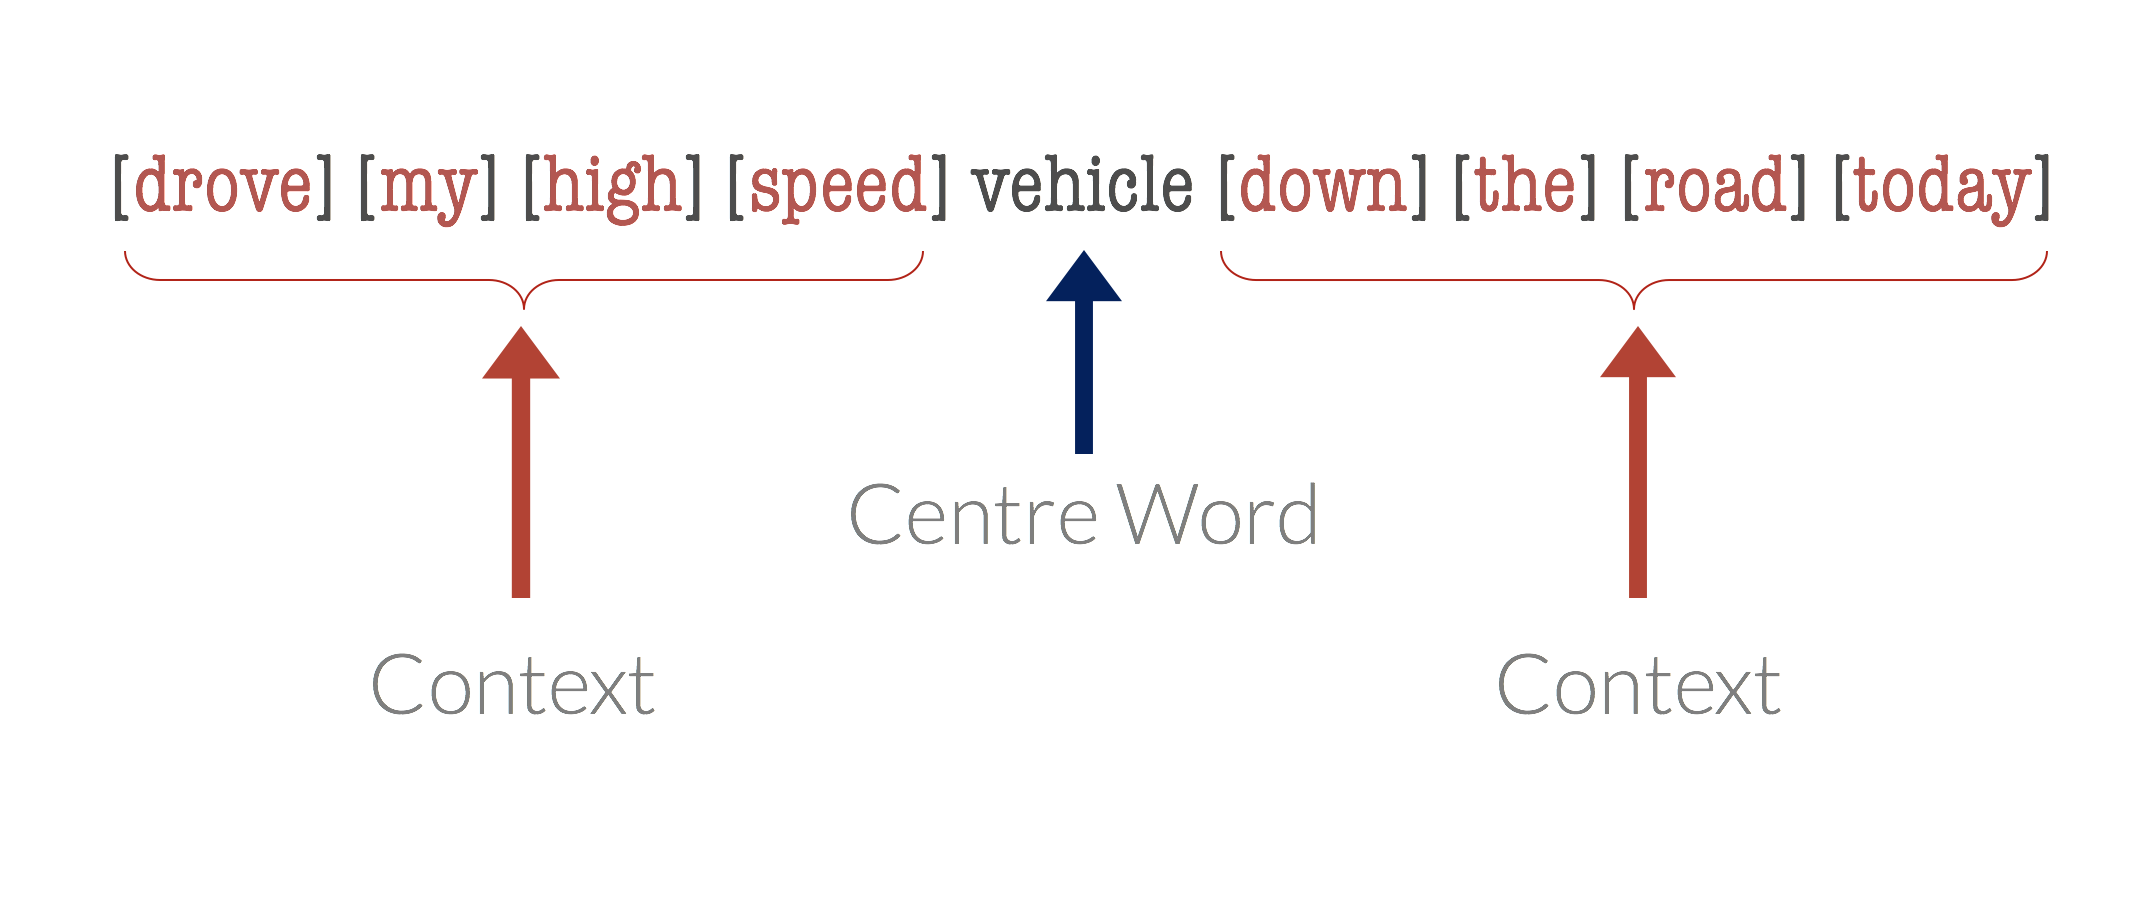 [drove] [my] [high] [speed] vehicle [down] [the] [road] [today]
Centre Word
Context
Context